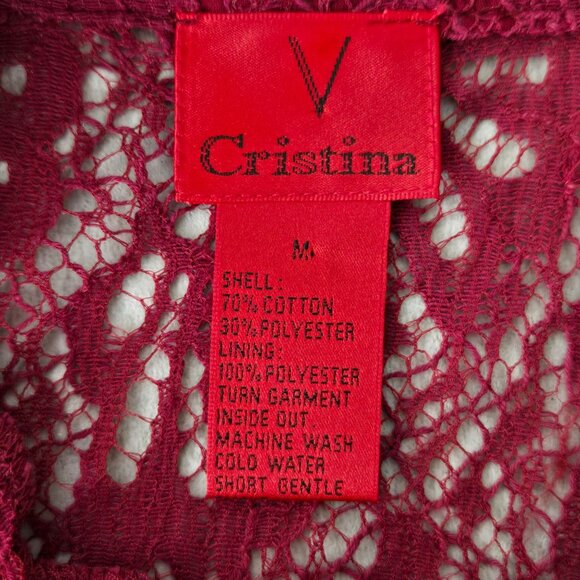 V
Cristina
M
SHELL:
70% COTTON
30% POLYESTER
LINING:
100% POLYESTER
TURN GARMENT
INSIDE OUT.
MACHINE WASH
COLD WATER
SHORT GENTLE